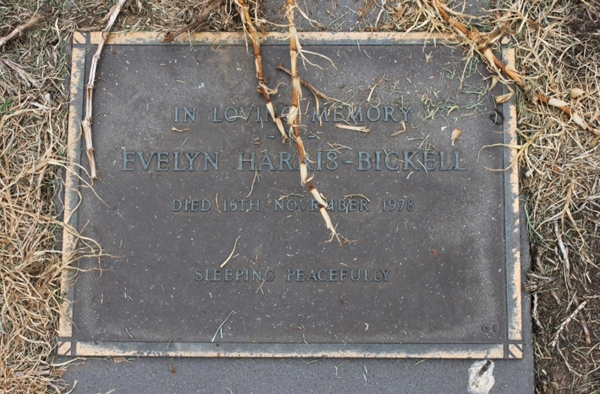 IN LOVING MEMORY
EVELYN HARRIS-BICKELL
DIED 16TH NOVEMBER 1978
SLEEPING PEACEFULLY